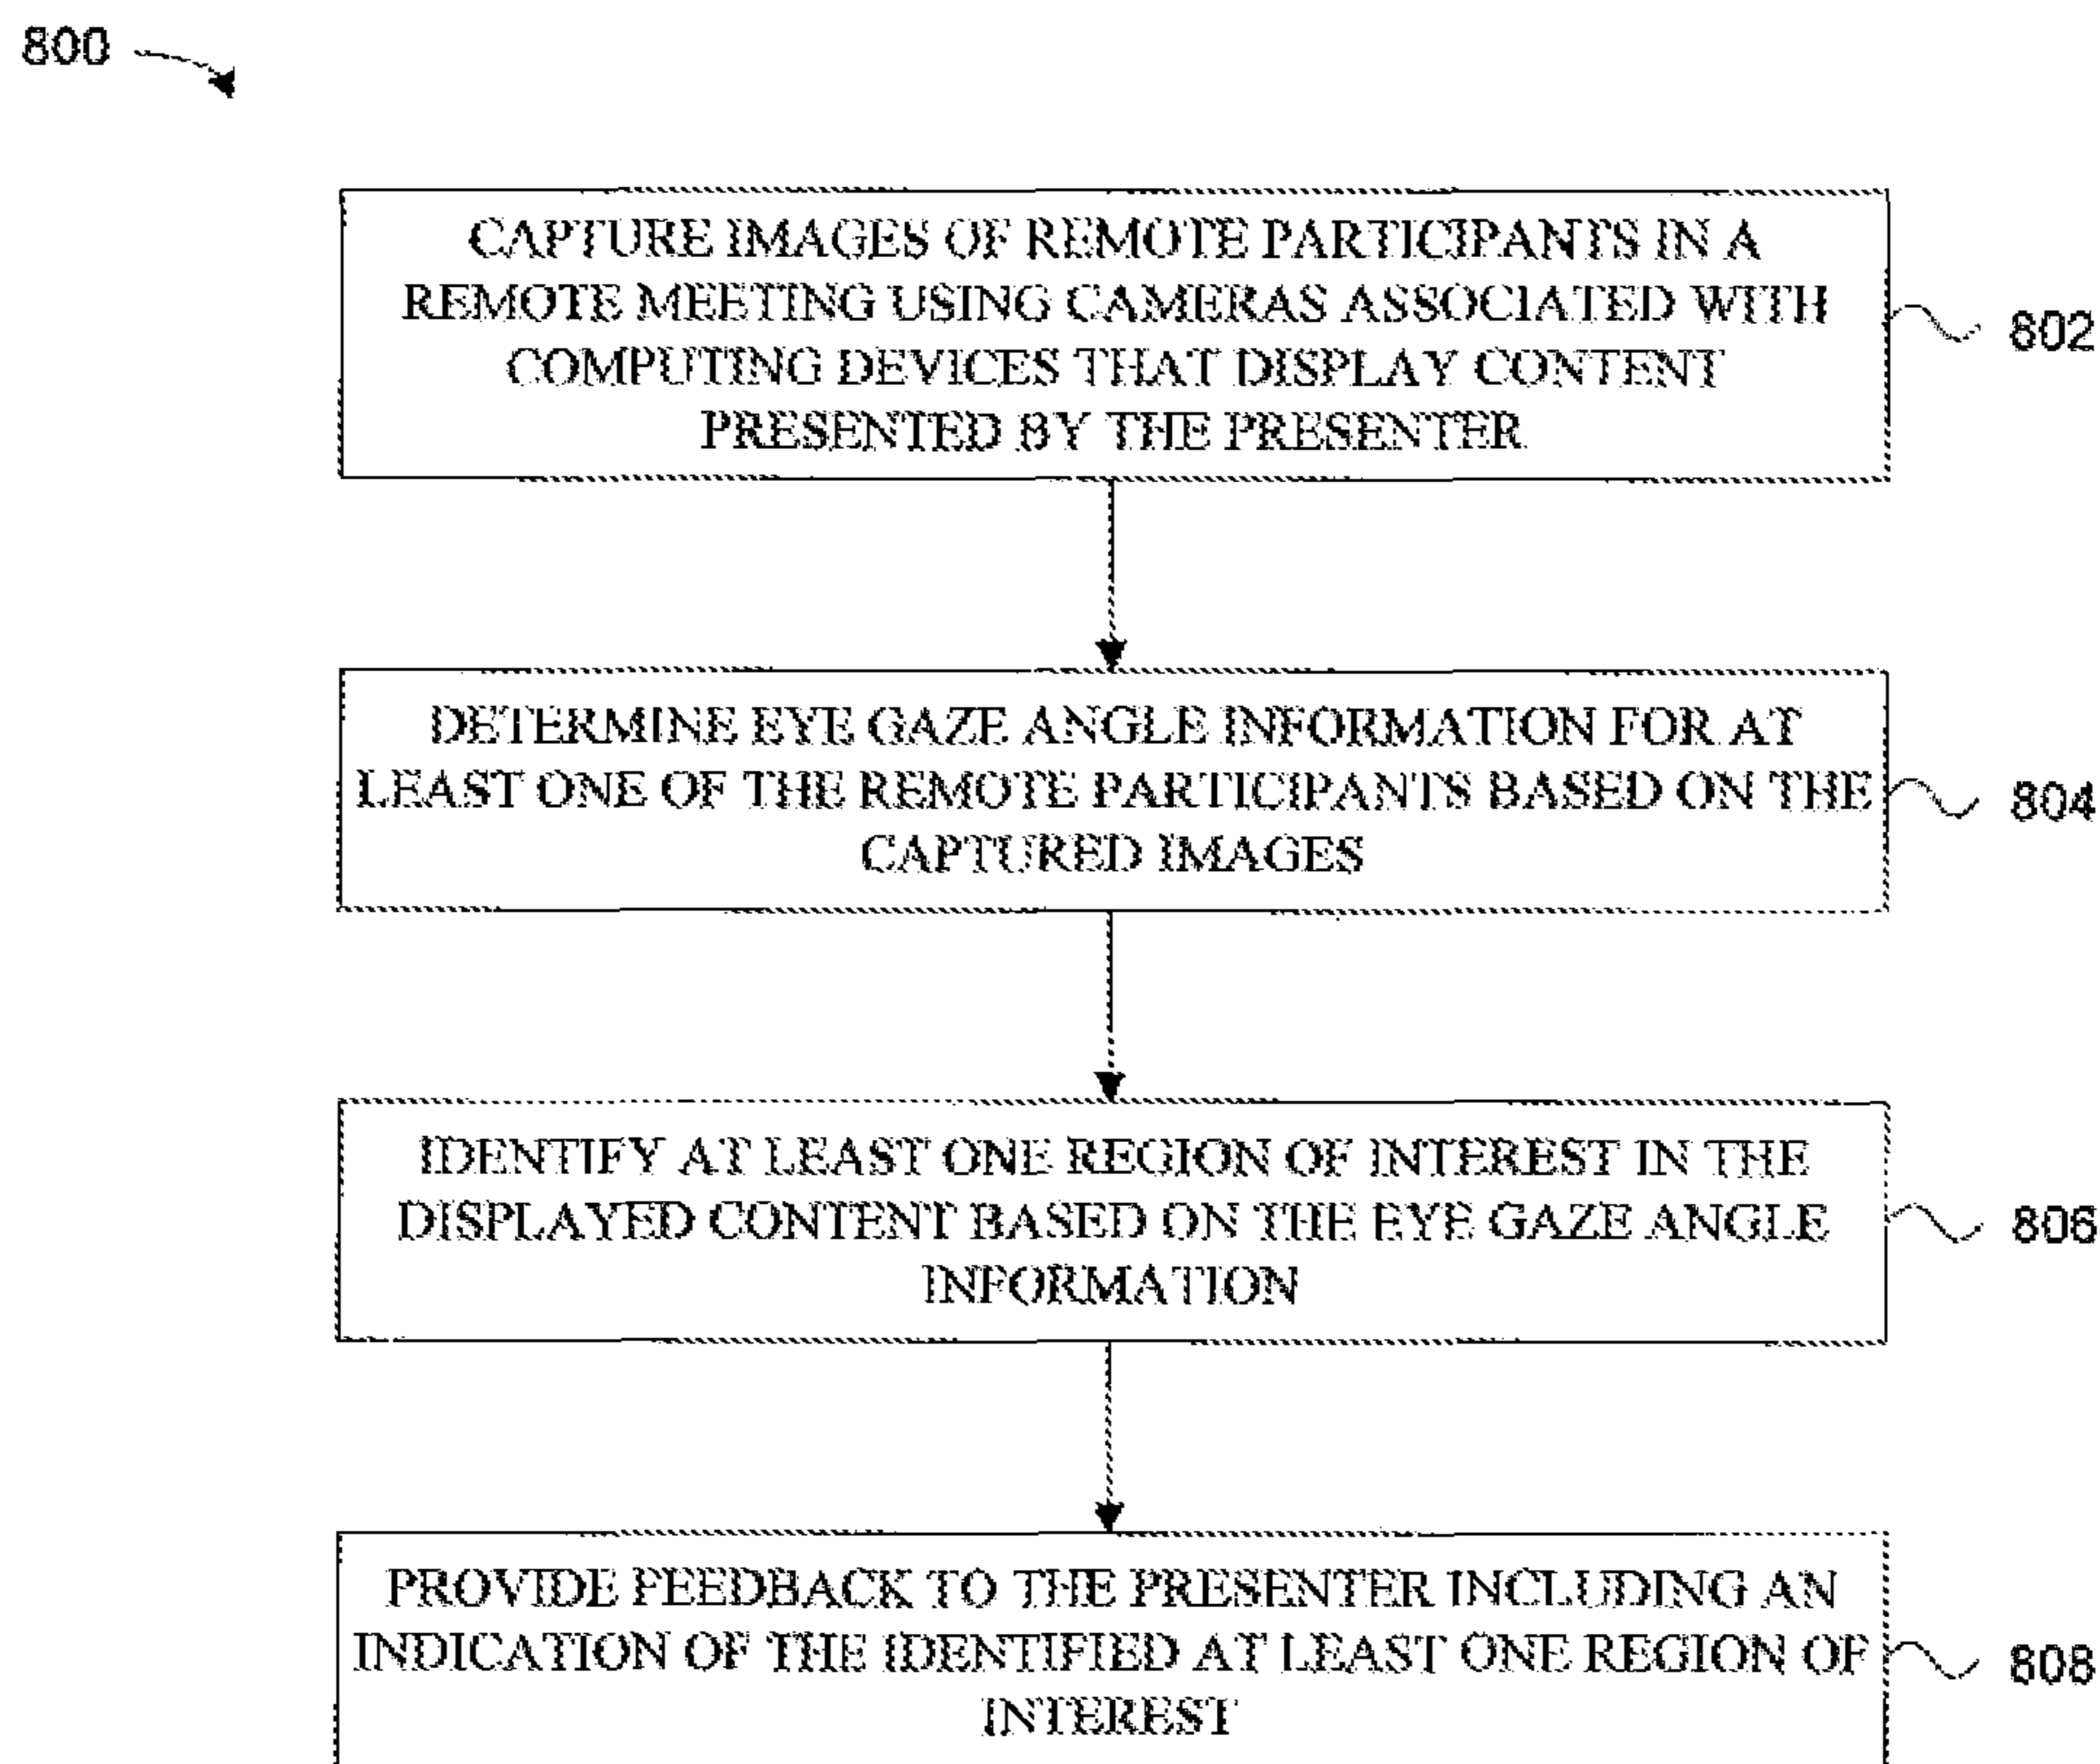 800
CAPTURE IMAGES OF REMOTE PARTICIPANTS IN A
REMOTE MEETING USING CAMERAS ASSOCIATED WITH
COMPUTING DEVICES THAT DISPLAY CONTENT
PRESENTED BY THE PRESENTER
802
DETERMINE EYE GAZE ANGLE INFORMATION FOR AT
LEAST ONE OF THE REMOTE PARTICIPANTS BASED ON THE
CAPTURED IMAGES
804
IDENTIFY AT LEAST ONE REGION OF INTEREST IN THE
DISPLAYED CONTENT BASED ON THE EYE GAZE ANGLE
INFORMATION
806
PROVIDE FEEDBACK TO THE PRESENTER INCLUDING AN
INDICATION OF THE IDENTIFIED AT LEAST ONE REGION OF
INTEREST
808